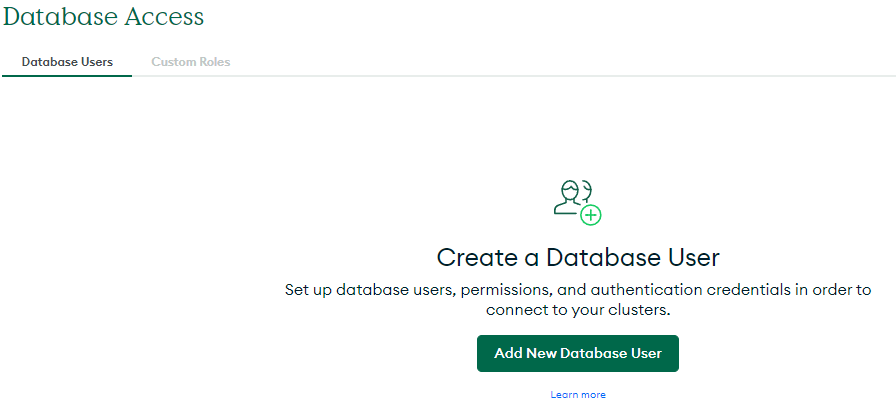 Database Access
Database Users
Custom Roles
Create a Database User
Set up database users, permissions, and authentication credentials in order to
connect to your clusters.
Add New Database User
Learn more